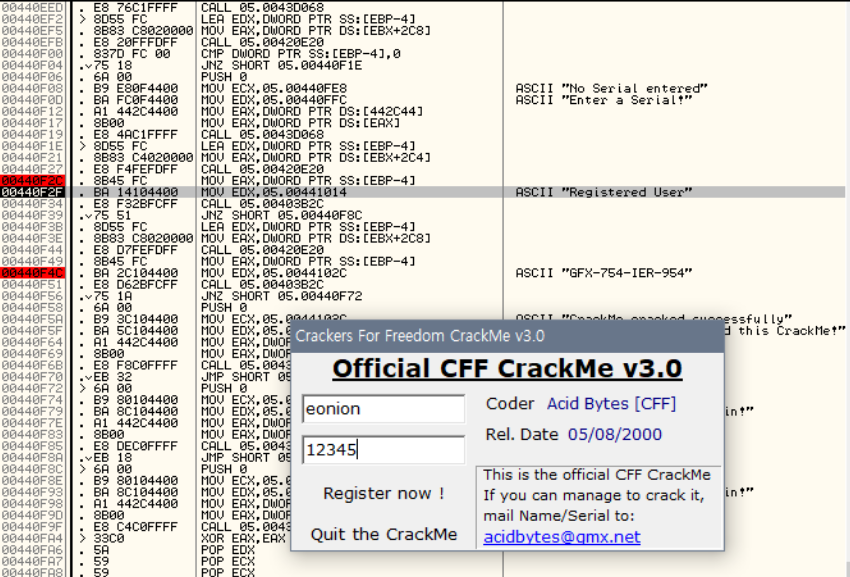 00440EED . E8 76C1FFFF CALL 05.0043D068
00440EF2 > 8D55 FC LEA EDX,DWORD PTR SS:[EBP-4]
00440EF5 . 8B83 C8020000 MOV EAX,DWORD PTR DS:[EBX+2C8]
00440EFB . E8 20FFFDFF CALL 05.00420E20
00440F00 . 837D FC 00 CMP DWORD PTR SS:[EBP-4],0
00440F04 .v75 18 JNZ SHORT 05.00440F1E
00440F06 . 6A 00 PUSH 0
00440F08 . B9 E80F4400 MOV ECX,05.00440FE8 ASCII "No Serial entered"
00440F0D . BA FC0F4400 MOV EDX,05.00440FFC ASCII "Enter a Serial!"
00440F12 . A1 442C4400 MOV EAX,DWORD PTR DS:[442C44]
00440F17 . 8B00 MOV EAX,DWORD PTR DS:[EAX]
00440F19 . E8 4AC1FFFF CALL 05.0043D068
00440F1E > 8D55 FC LEA EDX,DWORD PTR SS:[EBP-4]
00440F21 . 8B83 C4020000 MOV EAX,DWORD PTR DS:[EBX+2C4]
00440F27 . E8 F4FEFDFF CALL 05.00420E20
00440F2C . 8B45 FC MOV EAX,DWORD PTR SS:[EBP-4]
00440F2F . BA 14104400 MOV EDX,05.00441014 ASCII "Registered User"
00440F34 . E8 F32BFCFF CALL 05.00403B2C
00440F39 .v75 51 JNZ SHORT 05.00440F8C
00440F3B . 8D55 FC LEA EDX,DWORD PTR SS:[EBP-4]
00440F3E . 8B83 C8020000 MOV EAX,DWORD PTR DS:[EBX+2C8]
00440F44 . E8 D7FEFDFF CALL 05.00420E20
00440F49 . 8B45 FC MOV EAX,DWORD PTR SS:[EBP-4]
00440F4C . BA 2C104400 MOV EDX,05.0044102C ASCII "GFX-754-IER-954"
00440F51 . E8 D62BFCFF CALL 05.00403B2C
00440F56 .v75 1A JNZ SHORT 05.00440F72
00440F58 . 6A 00 PUSH 0
00440F5A . B9 3C104400 MOV ECX,05.0044103C ASCII "CrackMe cracked successfully"
00440F5F . BA 5C104400 MOV EDX,05.0 d this CrackMe!"
00440F64 . A1 442C4400 MOV EAX,DWOR
00440F69 . 8B00 MOV EAX,DWOR
00440F6B . E8 F8C0FFFF CALL 05.0043
00440F70 .vEB 32 JMP SHORT 05
00440F72 > 6A 00 PUSH 0
00440F74 . B9 80104400 MOV ECX,05.0
00440F79 . BA 8C104400 MOV EDX,05.0 in!"
00440F7E . A1 442C4400 MOV EAX,DWOR
00440F83 . 8B00 MOV EAX,DWOR
00440F85 . E8 DEC0FFFF CALL 05.0043
00440F8A .vEB 18 JMP SHORT 05
00440F8C > 6A 00 PUSH 0
00440F8E . B9 80104400 MOV ECX,05.0
00440F93 . BA 8C104400 MOV EDX,05.0 in!"
00440F98 . A1 442C4400 MOV EAX,DWOR
00440F9D . 8B00 MOV EAX,DWOR
00440F9F . E8 C4C0FFFF CALL 05.0043
00440FA4 > 33C0 XOR EAX,EAX
00440FA6 . 5A POP EDX
00440FA7 . 59 POP ECX
00440FA8 . 59 POP ECX
Crackers For Freedom CrackMe v3.0
Official CFF CrackMe v3.0
eonion
Coder Acid Bytes [CFF]
12345
Rel. Date 05/08/2000
Register now !
Quit the CrackMe
This is the official CFF CrackMe
If you can manage to crack it,
mail Name/Serial to:
acidbytes@gmx.net